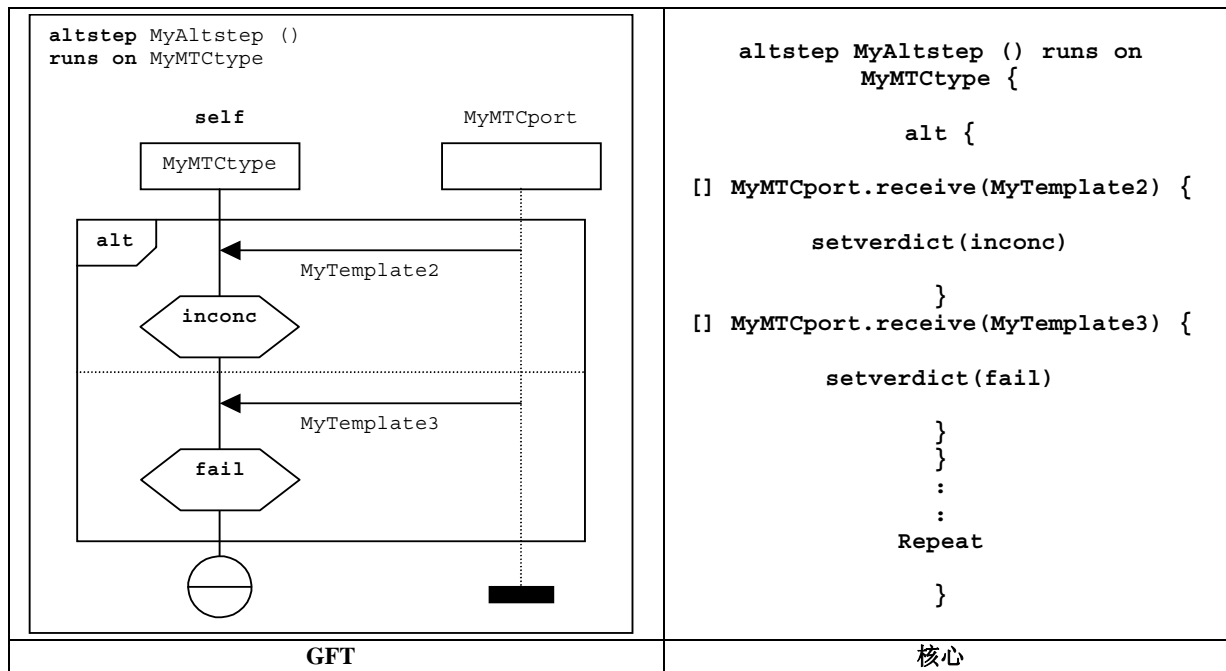 altstep MyAltstep ()
runs on MyMTCtype
self
MyMTCport
MyMTCtype
alt
MyTemplate2
inconc
MyTemplate3
fail
altstep MyAltstep () runs on
MyMTCtype {
alt {
[] MyMTCport.receive(MyTemplate2) {
setverdict(inconc)
}
[] MyMTCport.receive(MyTemplate3) {
setverdict(fail)
}
}
:
:
Repeat
}
GFT
核心